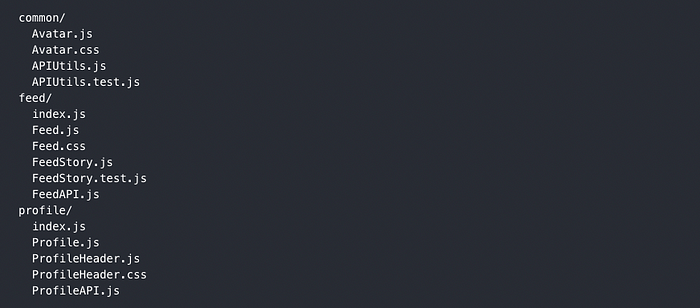 common/
  Avatar.js
  Avatar.css
  APIUtils.js
  APIUtils.test.js
feed/
  index.js
  Feed.js
  Feed.css
  FeedStory.js
  FeedStory.test.js
  FeedAPI.js
profile/
  index.js
  Profile.js
  ProfileHeader.js
  ProfileHeader.css
  ProfileAPI.js